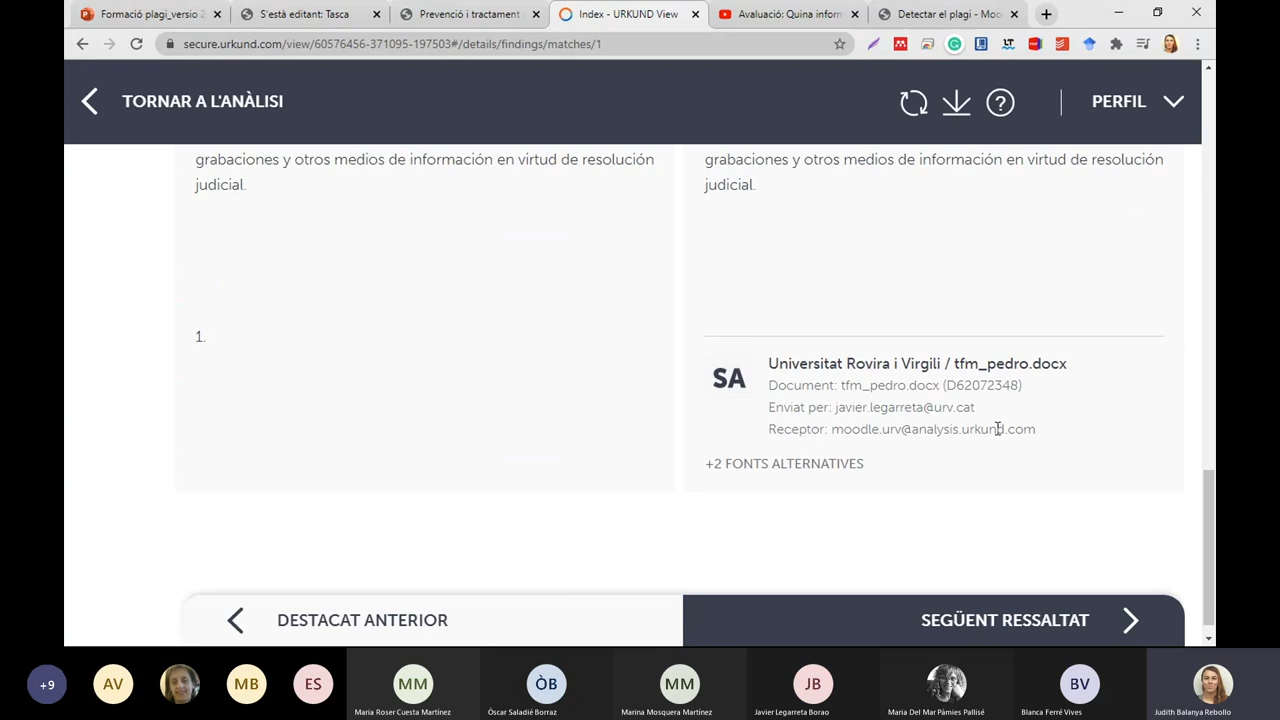 Formació plagi_versio 2
S'està editant: Tasca
Prevenció i tractament
Index - URKUND View
Avaluació: Quina inform
Detectar el plagi - Moo
secure.urkund.com/view/60576456-371095-197503#/details/findings/matches/1
TORNAR A L'ANÀLISI
PERFIL
grabaciones y otros medios de información en virtud de resolución
judicial.
grabaciones y otros medios de información en virtud de resolución
judicial.
1.
SA
Universitat Rovira i Virgili / tfm_pedro.docx
Document: tfm_pedro.docx (D62072348)
Enviat per: javier.legarreta@urv.cat
Receptor: moodle.urv@analysis.urkund.com
+2 FONTS ALTERNATIVES
DESTACAT ANTERIOR
SEGÜENT RESSALTAT
+9
AV
MB
ES
MM
Maria Roser Cuesta Martínez
ÒB
Òscar Saladié Borraz
MM
Marina Mosquera Martínez
JB
Javier Legarreta Borao
Maria Del Mar Pàmies Pallisé
BV
Blanca Ferré Vives
Judith Balanya Rebollo